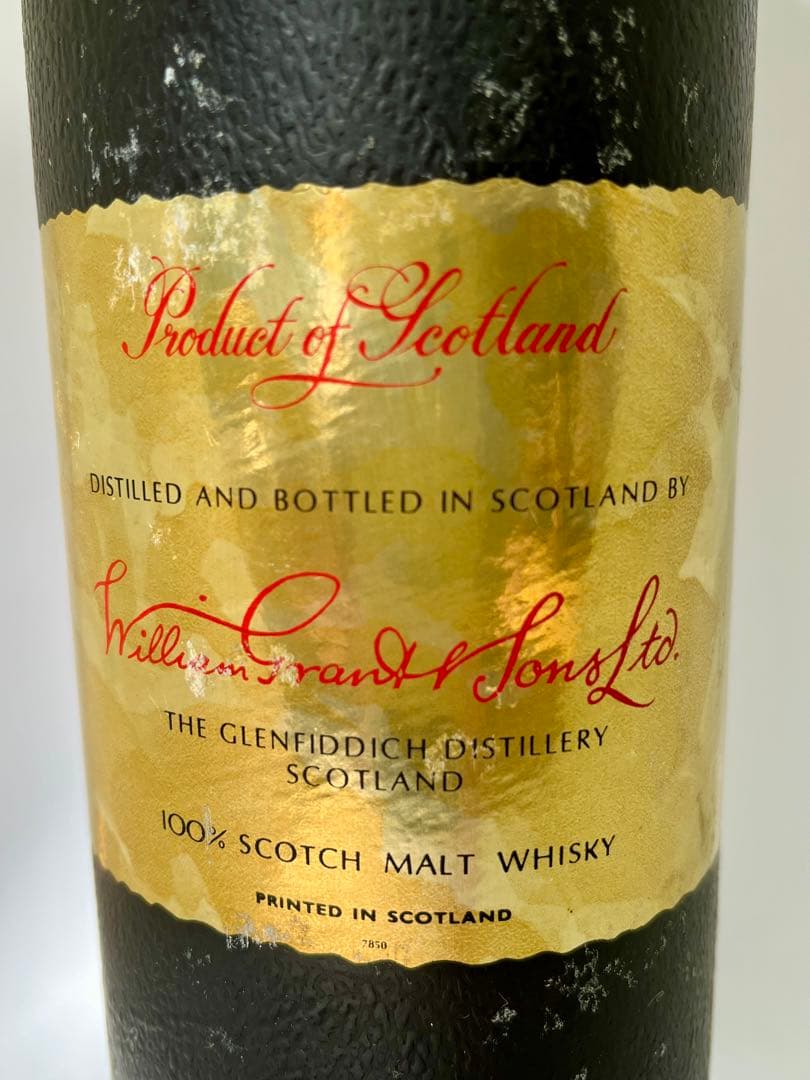 Product of Scotland
DISTILLED AND BOTTLED IN SCOTLAND BY
William Grant & Sons Ltd.
THE GLENFIDDICH DISTILLERY
SCOTLAND
100% SCOTCH MALT WHISKY
PRINTED IN SCOTLAND
7850